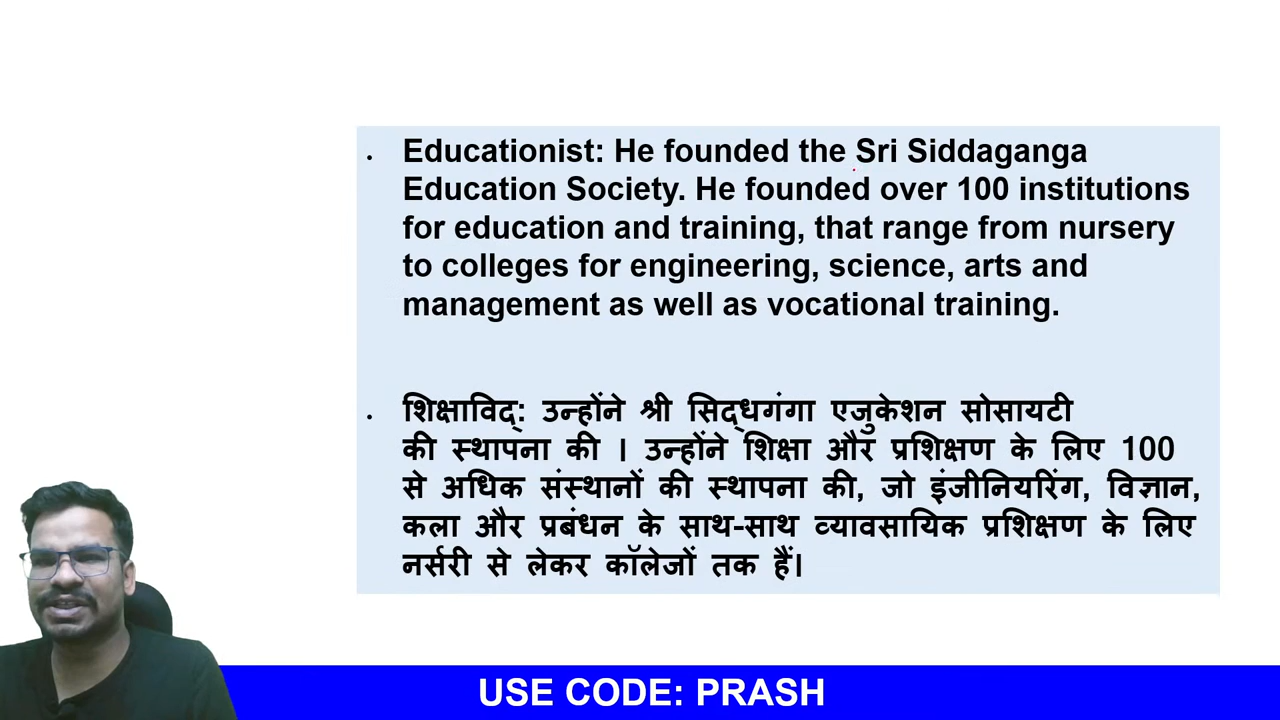 • Educationist: He founded the Sri Siddaganga
Education Society. He founded over 100 institutions
for education and training, that range from nursery
to colleges for engineering, science, arts and
management as well as vocational training.
• शिक्षाविद्: उन्होंने श्री सिद्धगंगा एजुकेशन सोसायटी
की स्थापना की । उन्होंने शिक्षा और प्रशिक्षण के लिए 100
से अधिक संस्थानों की स्थापना की, जो इंजीनियरिंग, विज्ञान,
कला और प्रबंधन के साथ-साथ व्यावसायिक प्रशिक्षण के लिए
नर्सरी से लेकर कॉलेजों तक हैं।
USE CODE: PRASH